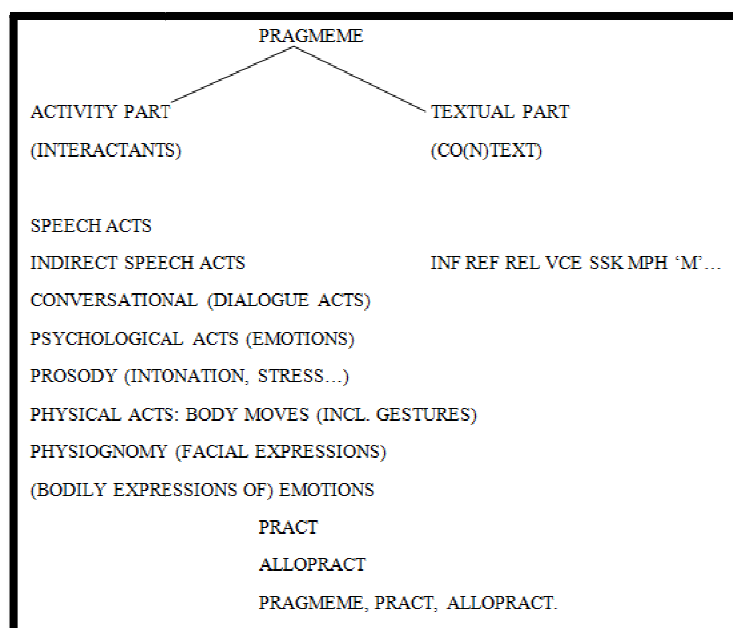 PRAGMEME
ACTIVITY PART TEXTUAL PART
(INTERACTANTS) (CO(N)TEXT)
SPEECH ACTS
INDIRECT SPEECH ACTS INF REF REL VCE SSK MPH ‘M’…
CONVERSATIONAL (DIALOGUE ACTS)
PSYCHOLOGICAL ACTS (EMOTIONS)
PROSODY (INTONATION, STRESS…)
PHYSICAL ACTS: BODY MOVES (INCL. GESTURES)
PHYSIOGNOMY (FACIAL EXPRESSIONS)
(BODILY EXPRESSIONS OF) EMOTIONS
PRACT
ALLOPRACT
PRAGMEME, PRACT, ALLOPRACT.